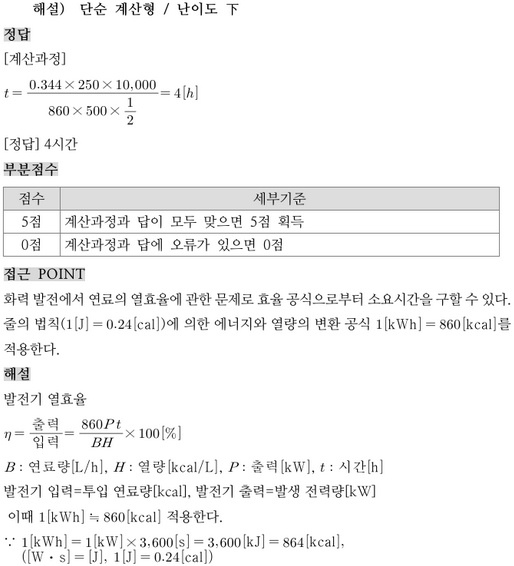 해설) 단순 계산형 / 난이도 下
정답
[계산과정]
t = (0.344×250×10,000)/(860×500×1/2) = 4[h]
[정답] 4시간
부분점수
점수 세부기준
5점 계산과정과 답이 모두 맞으면 5점 획득
0점 계산과정과 답에 오류가 있으면 0점
접근 POINT
화력 발전에서 연료의 열효율에 관한 문제로 효율 공식으로부터 소요시간을 구할 수 있다.
줄의 법칙(1[J] = 0.24[cal])에 의한 에너지와 열량의 변환 공식 1[kWh] = 860[kcal]를
적용한다.
해설
발전기 열효율
η = 출력/입력 = 860Pt/BH × 100[%]
B : 연료량[L/h], H : 열량[kcal/L], P : 출력[kW], t : 시간[h]
발전기 입력=투입 연료량[kcal], 발전기 출력=발생 전력량[kW]
이때 1[kWh] ≒ 860[kcal] 적용한다.
∵ 1[kWh] = 1[kW] × 3,600[s] = 3,600[kJ] = 864[kcal],
([W・s] = [J], 1[J] = 0.24[cal])